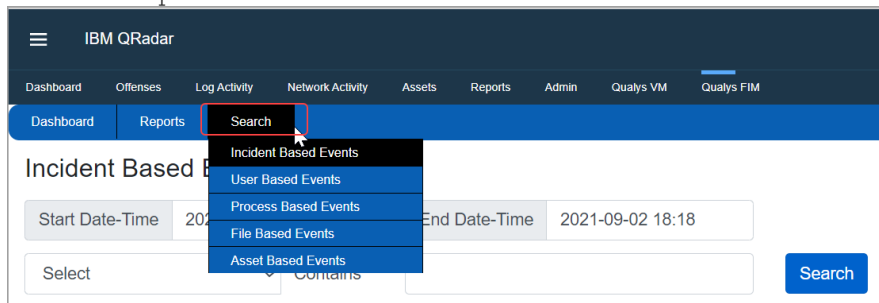 IBM QRadar
Dashboard Offenses Log Activity Network Activity Assets Reports Admin Qualys VM Qualys FIM
Dashboard Reports Search
Incident Based Events
User Based Events
Process Based Events
File Based Events
Asset Based Events
Incident Based
Start Date-Time End Date-Time 2021-09-02 18:18
Select Contains Search